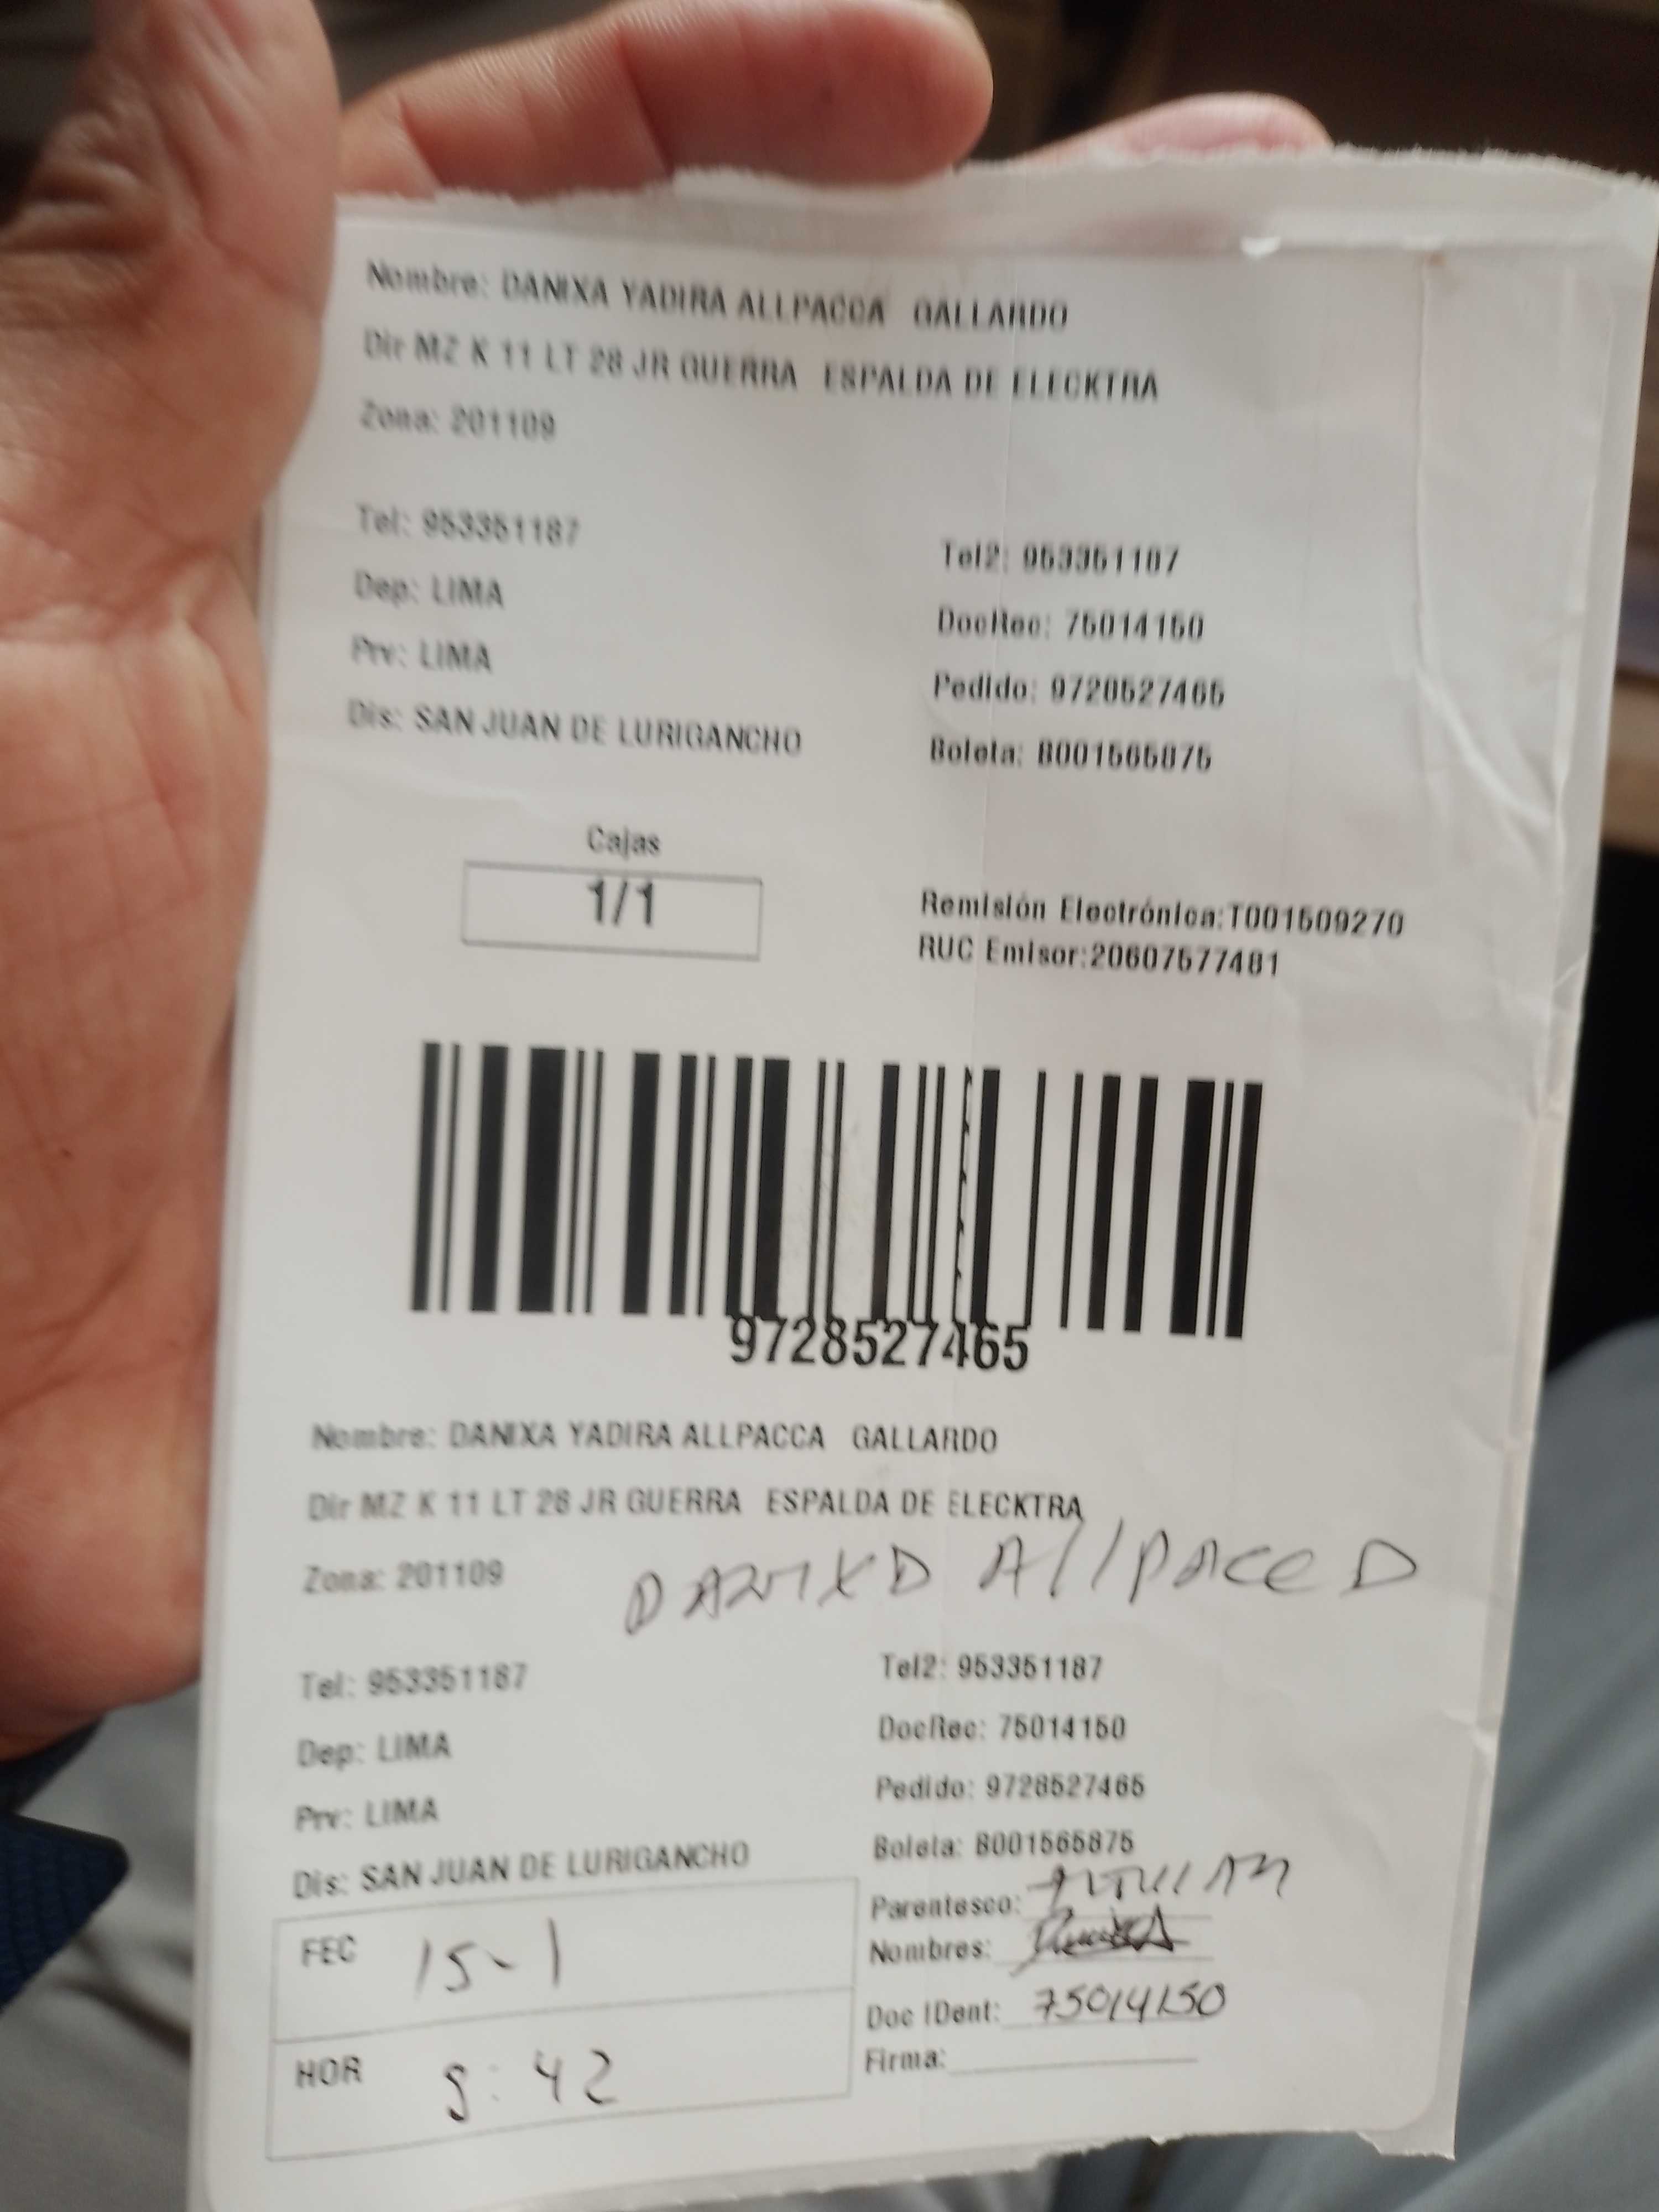 Nombre: DANIXA YADIRA ALLPACCA GALLARDO
Dir MZ K 11 LT 28 JR GUERRA ESPALDA DE ELECKTRA
Zona: 201109
Tel: 953351187
Tel2: 953351187
Dep: LIMA
DocRec: 75014150
Prv: LIMA
Pedido: 9728527465
Dis: SAN JUAN DE LURIGANCHO
Boleta: B001565875
Cajas
1/1
Remisión Electrónica:T001509270
RUC Emisor:20607577481
9728527465
Nombre: DANIXA YADIRA ALLPACCA GALLARDO
Dir MZ K 11 LT 28 JR GUERRA ESPALDA DE ELECKTRA
Zona: 201109
Tel: 953351187
Tel2: 953351187
Dep: LIMA
DocRec: 75014150
Prv: LIMA
Pedido: 9728527465
Dis: SAN JUAN DE LURIGANCHO
Boleta: B001565875
Parentesco:
FEC 15-1
Nombres:
Doc IDent: 75014150
HOR 9:42
Firma: